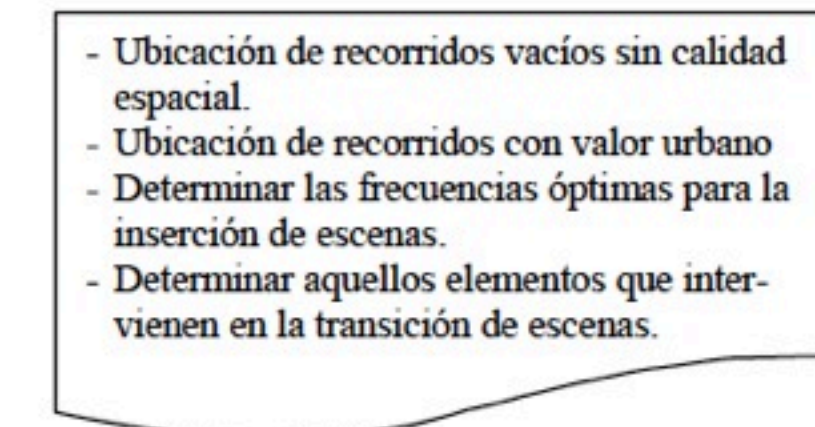 - Ubicación de recorridos vacíos sin calidad
espacial.
- Ubicación de recorridos con valor urbano
- Determinar las frecuencias óptimas para la
inserción de escenas.
- Determinar aquellos elementos que inter-
vienen en la transición de escenas.